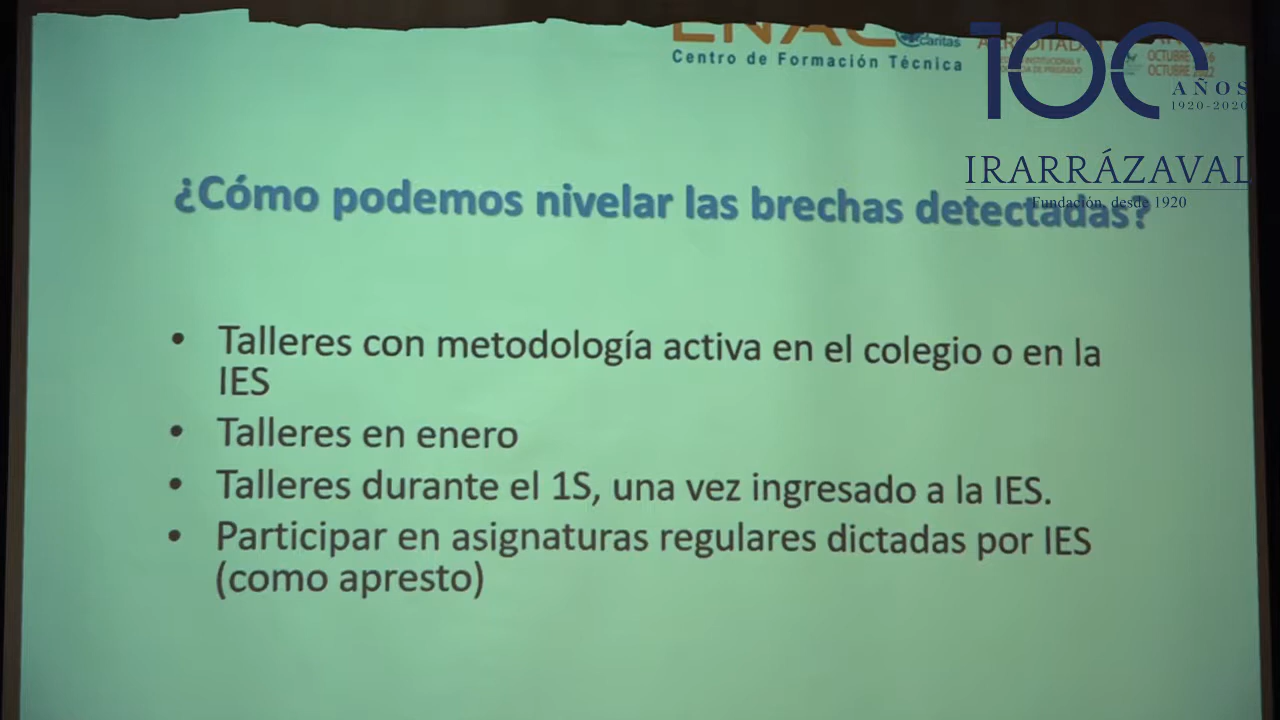 ENAC
caritas
Centro de Formación Técnica
100
AÑOS
1920-2020
IRARRÁZAVAL
Fundación, desde 1920
¿Cómo podemos nivelar las brechas detectadas?
• Talleres con metodología activa en el colegio o en la
IES
• Talleres en enero
• Talleres durante el 1S, una vez ingresado a la IES.
• Participar en asignaturas regulares dictadas por IES
(como apresto)